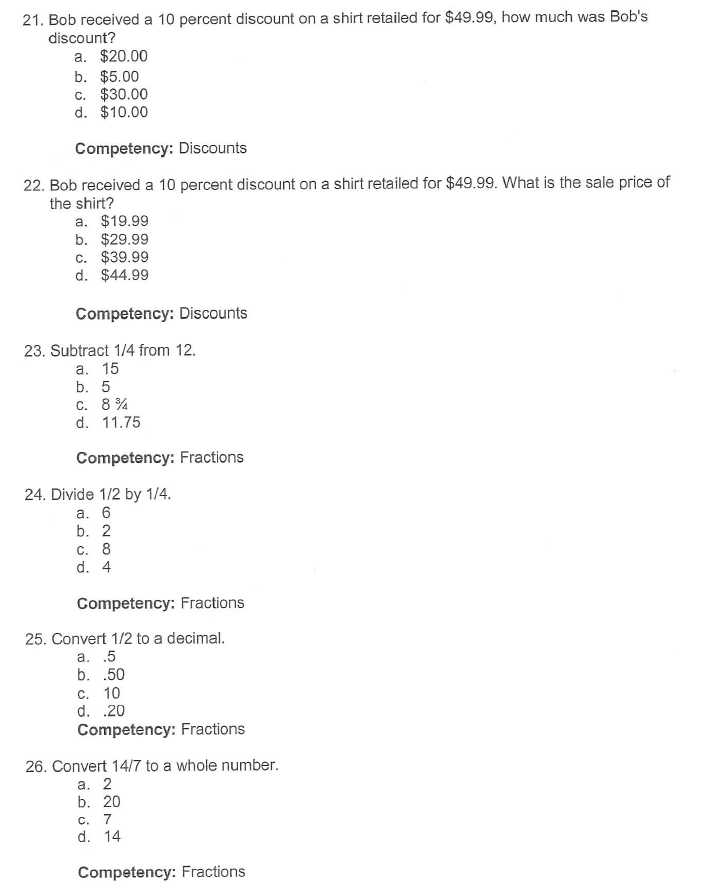 21. Bob received a 10 percent discount on a shirt retailed for $49.99, how much was Bob's
discount?
a. $20.00
b. $5.00
c. $30.00
d. $10.00
Competency: Discounts
22. Bob received a 10 percent discount on a shirt retailed for $49.99. What is the sale price of
the shirt?
a. $19.99
b. $29.99
c. $39.99
d. $44.99
Competency: Discounts
23. Subtract 1/4 from 12.
a. 15
b. 5
c. 8 ¾
d. 11.75
Competency: Fractions
24. Divide 1/2 by 1/4.
a. 6
b. 2
c. 8
d. 4
Competency: Fractions
25. Convert 1/2 to a decimal.
a. .5
b. .50
c. 10
d. .20
Competency: Fractions
26. Convert 14/7 to a whole number.
a. 2
b. 20
c. 7
d. 14
Competency: Fractions